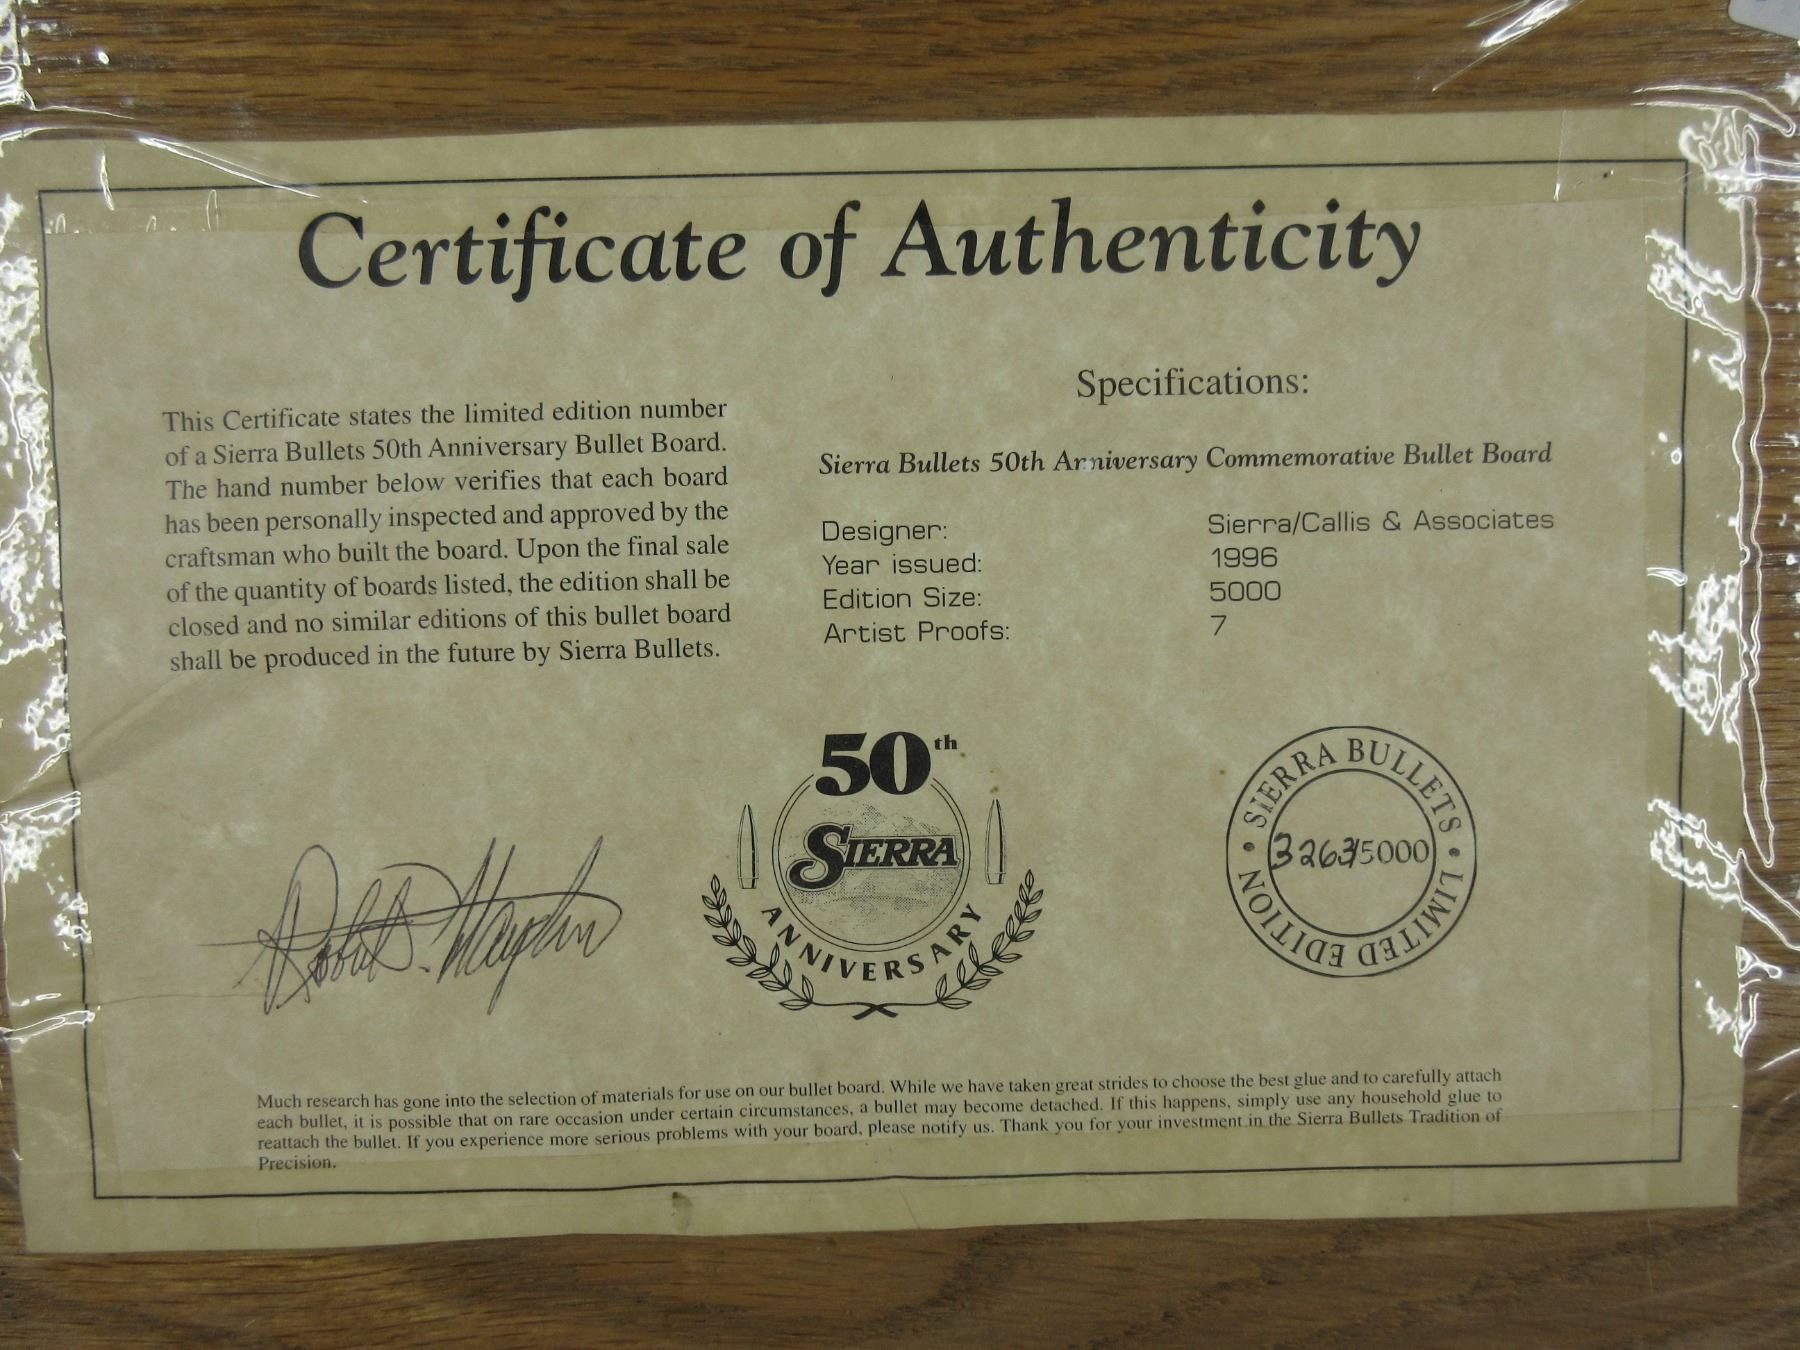 Certificate of Authenticity
This Certificate states the limited edition number
of a Sierra Bullets 50th Anniversary Bullet Board.
The hand number below verifies that each board
has been personally inspected and approved by the
craftsman who built the board. Upon the final sale
of the quantity of boards listed, the edition shall be
closed and no similar editions of this bullet board
shall be produced in the future by Sierra Bullets.
Specifications:
Sierra Bullets 50th Anniversary Commemorative Bullet Board
Designer: Sierra/Callis & Associates
Year issued: 1996
Edition Size: 5000
Artist Proofs: 7
50th
SIERRA
ANNIVERSARY
SIERRA BULLETS
3263/5000
• LIMITED EDITION •
Much research has gone into the selection of materials for use on our bullet board. While we have taken great strides to choose the best glue and to carefully attach
each bullet, it is possible that on rare occasion under certain circumstances, a bullet may become detached. If this happens, simply use any household glue to
reattach the bullet. If you experience more serious problems with your board, please notify us. Thank you for your investment in the Sierra Bullets Tradition of
Precision.